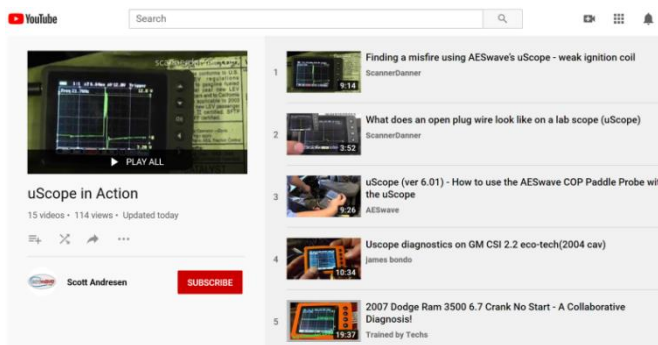 YouTube
Search
scannerdanner.com
PLAY ALL
uScope in Action
15 videos • 114 views • Updated today
Scott Andresen
SUBSCRIBE
1
9:14
Finding a misfire using AESwave's uScope - weak ignition coil
ScannerDanner
2
3:52
What does an open plug wire look like on a lab scope (uScope)
ScannerDanner
3
9:26
uScope (ver 6.01) - How to use the AESwave COP Paddle Probe wi
the uScope
AESwave
4
10:34
Uscope diagnostics on GM CSI 2.2 eco-tech(2004 cav)
james bondo
5
19:37
2007 Dodge Ram 3500 6.7 Crank No Start - A Collaborative
Diagnosis!
Trained by Techs